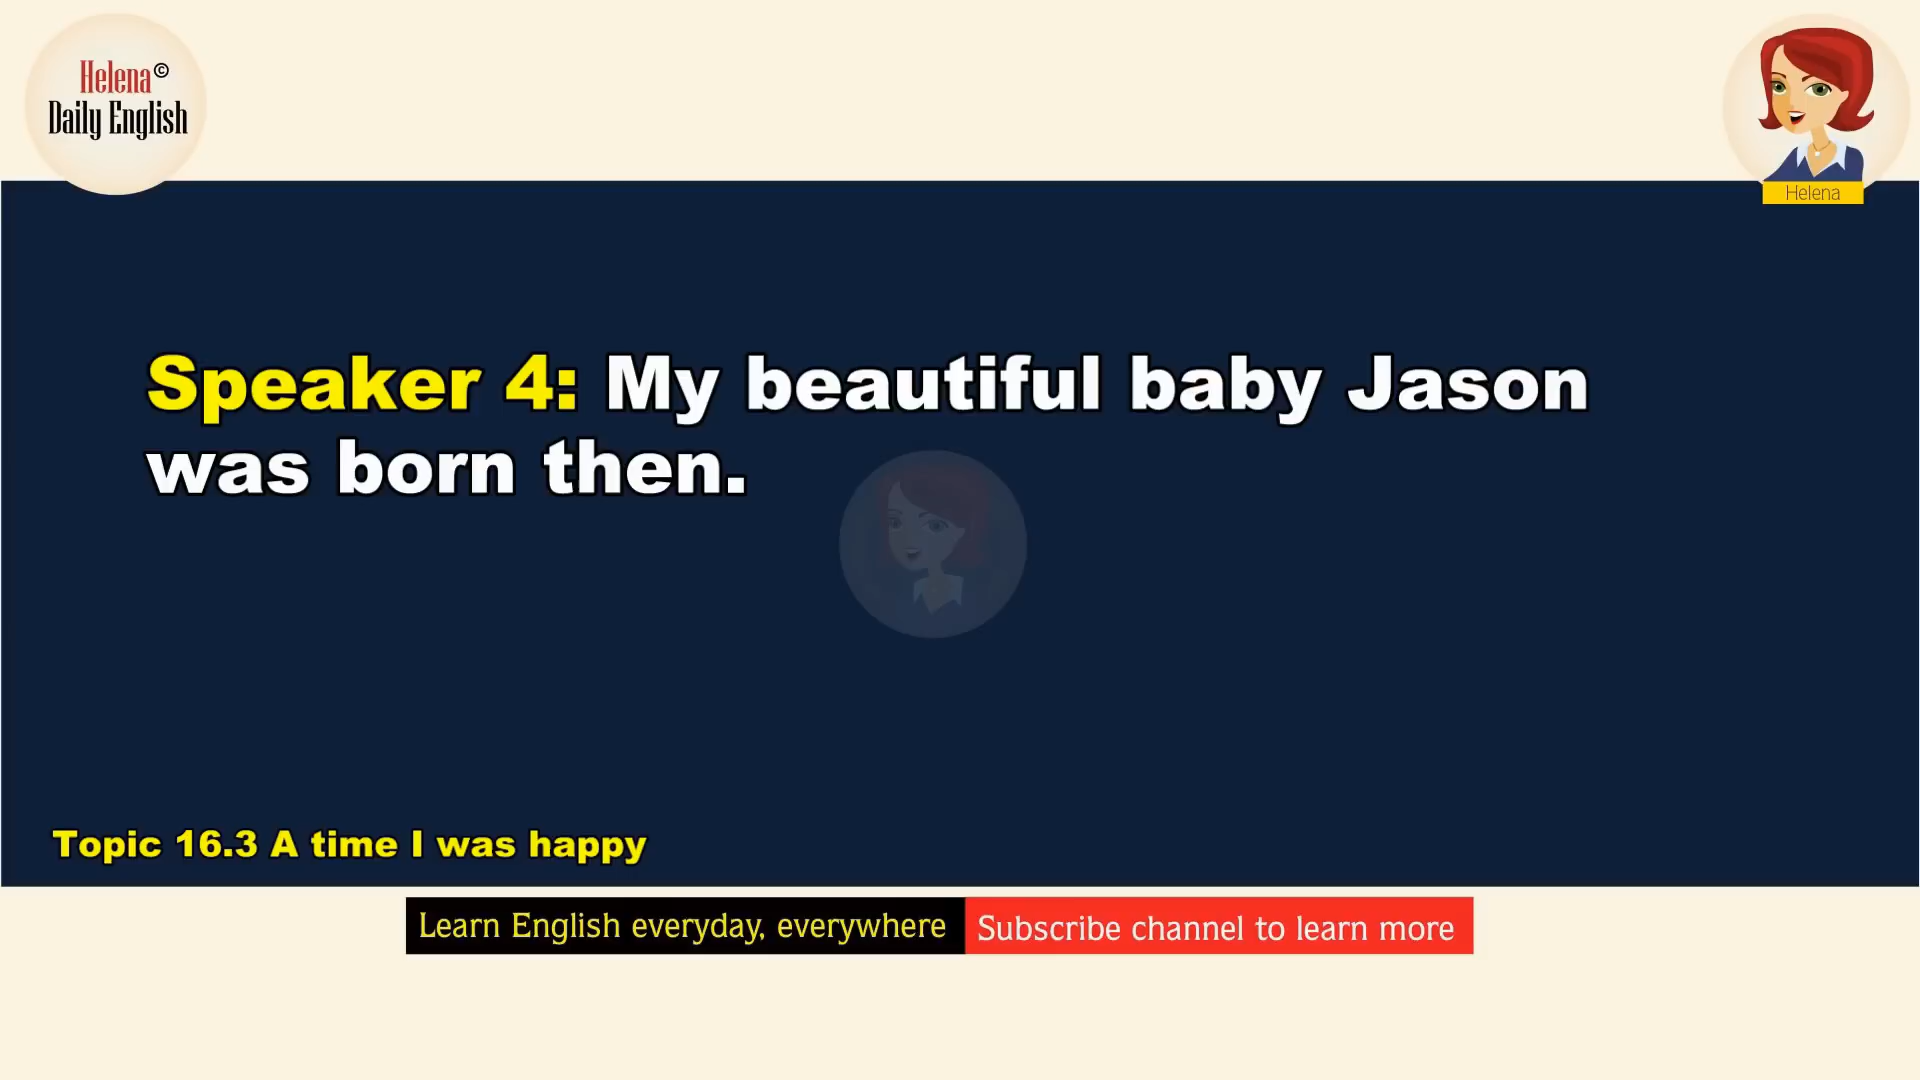 Helena©
Daily English
Helena
Speaker 4: My beautiful baby Jason
was born then.
Topic 16.3 A time I was happy
Learn English everyday, everywhere
Subscribe channel to learn more